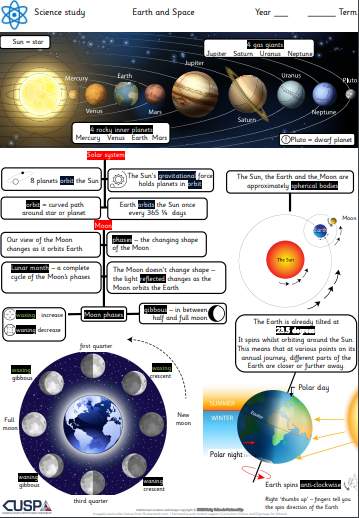 Science study
Earth and Space
Year ___
______ Term
Sun = star
4 gas giants
Jupiter Saturn Uranus Neptune
Mercury
Venus
Earth
Mars
Jupiter
Saturn
Uranus
Neptune
Pluto
4 rocky inner planets
Mercury Venus Earth Mars
Pluto = dwarf planet
Solar system
8 planets orbit the Sun
The Sun's gravitational force
holds planets in orbit
orbit = curved path
around star or planet
Earth orbits the Sun once
every 365 ¼ days
The Sun, the Earth and the Moon are
approximately spherical bodies
Moon
Our view of the Moon
changes as it orbits Earth
phases – the changing shape
of the Moon
Lunar month – a complete
cycle of the Moon's phases
The Moon doesn't change shape –
the light reflected changes as the
Moon orbits the Earth
waxing increase
waning decrease
Moon phases
gibbous – in between
half and full moon
Moon
Earth
The Sun
The Earth is already tilted at
23.5 degrees
It spins whilst orbiting around the Sun.
This means that at various points on its
annual journey, different parts of the
Earth are closer or further away.
first quarter
waxing
gibbous
waxing
crescent
Full
moon
New
moon
waning
gibbous
waning
crescent
third quarter
Polar day
SUMMER
WINTER
Equator
Polar night
Earth spins anti-clockwise
Right 'thumbs up' – fingers tell you
the spin direction of the Earth
CUSP